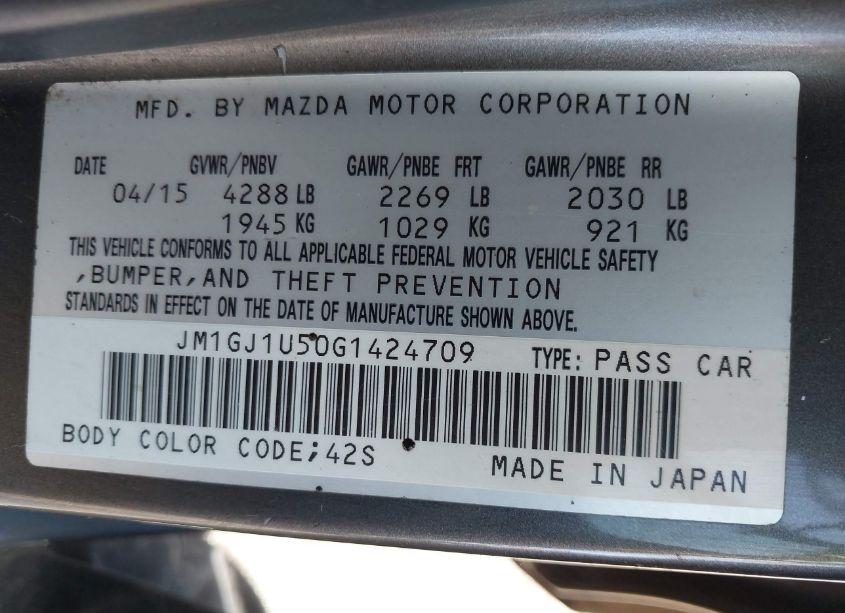 MFD. BY MAZDA MOTOR CORPORATION
DATE GVWR/PNBV GAWR/PNBE FRT GAWR/PNBE RR
04/15 4288 LB 2269 LB 2030 LB
1945 KG 1029 KG 921 KG
THIS VEHICLE CONFORMS TO ALL APPLICABLE FEDERAL MOTOR VEHICLE SAFETY
,BUMPER,AND THEFT PREVENTION
STANDARDS IN EFFECT ON THE DATE OF MANUFACTURE SHOWN ABOVE.
JM1GJ1U50G1424709 TYPE: PASS CAR
BODY COLOR CODE;42S
MADE IN JAPAN